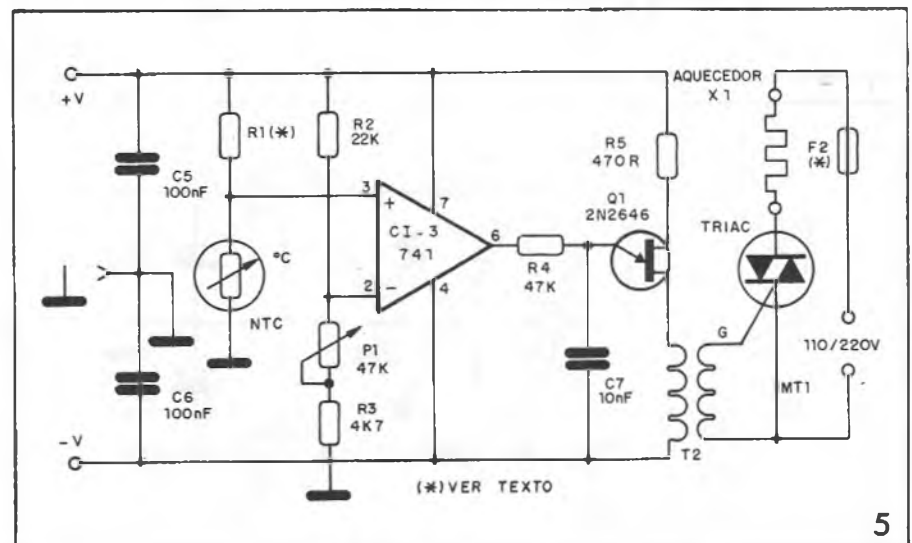 +V
-V
C5
100nF
C6
100nF
R1(*)
°C
NTC
R2
22K
P1
47K
R3
4K7
3
+
2
-
CI-3
741
7
4
6
R4
47K
C7
10nF
Q1
2N2646
R5
470R
T2
AQUECEDOR
X1
TRIAC
G
MT1
F2
(*)
110/220V
(*)VER TEXTO
5